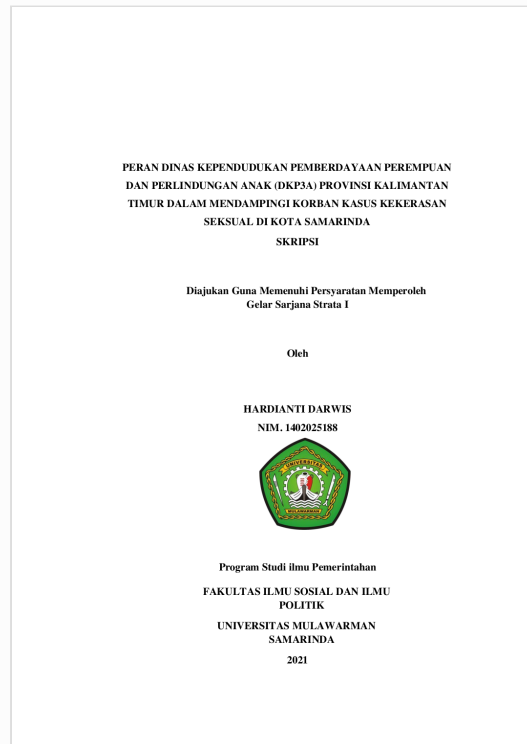 PERAN DINAS KEPENDUDUKAN PEMBERDAYAAN PEREMPUAN
DAN PERLINDUNGAN ANAK (DKP3A) PROVINSI KALIMANTAN
TIMUR DALAM MENDAMPINGI KORBAN KASUS KEKERASAN
SEKSUAL DI KOTA SAMARINDA
SKRIPSI
Diajukan Guna Memenuhi Persyaratan Memperoleh
Gelar Sarjana Strata I
Oleh
HARDIANTI DARWIS
NIM. 1402025188
UNIVERSITAS
MULAWARMAN
Program Studi ilmu Pemerintahan
FAKULTAS ILMU SOSIAL DAN ILMU
POLITIK
UNIVERSITAS MULAWARMAN
SAMARINDA
2021